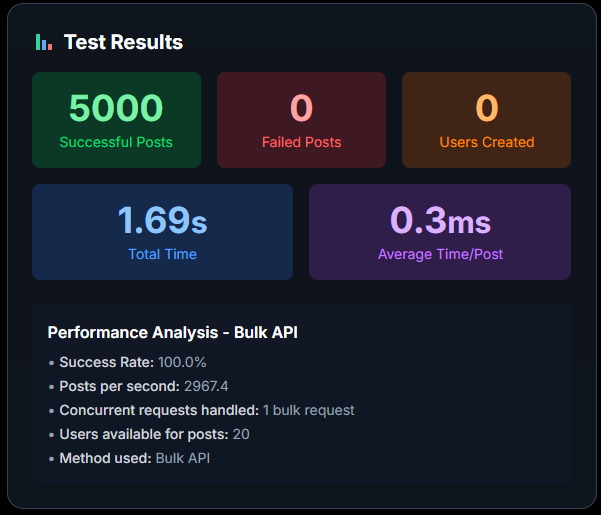 Test Results
5000
Successful Posts
0
Failed Posts
0
Users Created
1.69s
Total Time
0.3ms
Average Time/Post
Performance Analysis - Bulk API
• Success Rate: 100.0%
• Posts per second: 2967.4
• Concurrent requests handled: 1 bulk request
• Users available for posts: 20
• Method used: Bulk API